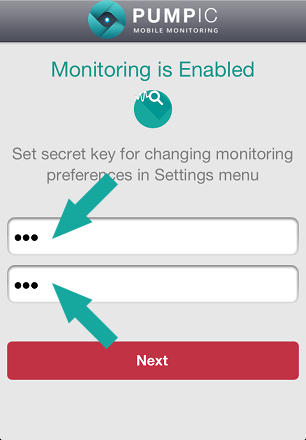 PUMPIC
MOBILE MONITORING
Monitoring is Enabled
Set secret key for changing monitoring
preferences in Settings menu
•••
•••
Next